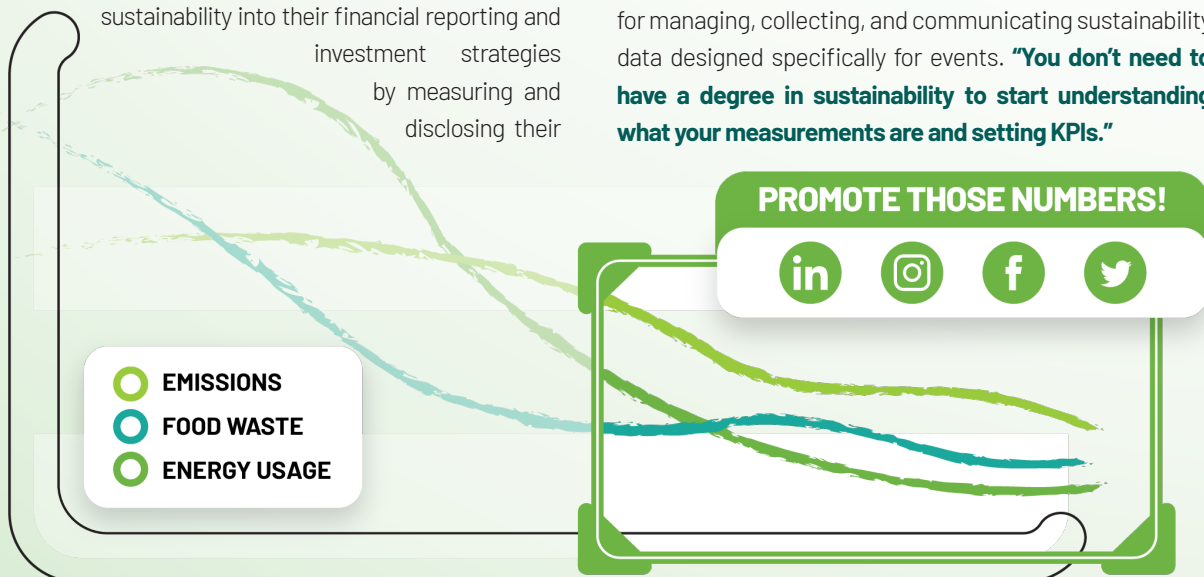 sustainability into their financial reporting and
investment strategies
by measuring and
disclosing their
for managing, collecting, and communicating sustainability
data designed specifically for events. “You don’t need to
have a degree in sustainability to start understanding
what your measurements are and setting KPIs.”
PROMOTE THOSE NUMBERS!
in
f
EMISSIONS
FOOD WASTE
ENERGY USAGE